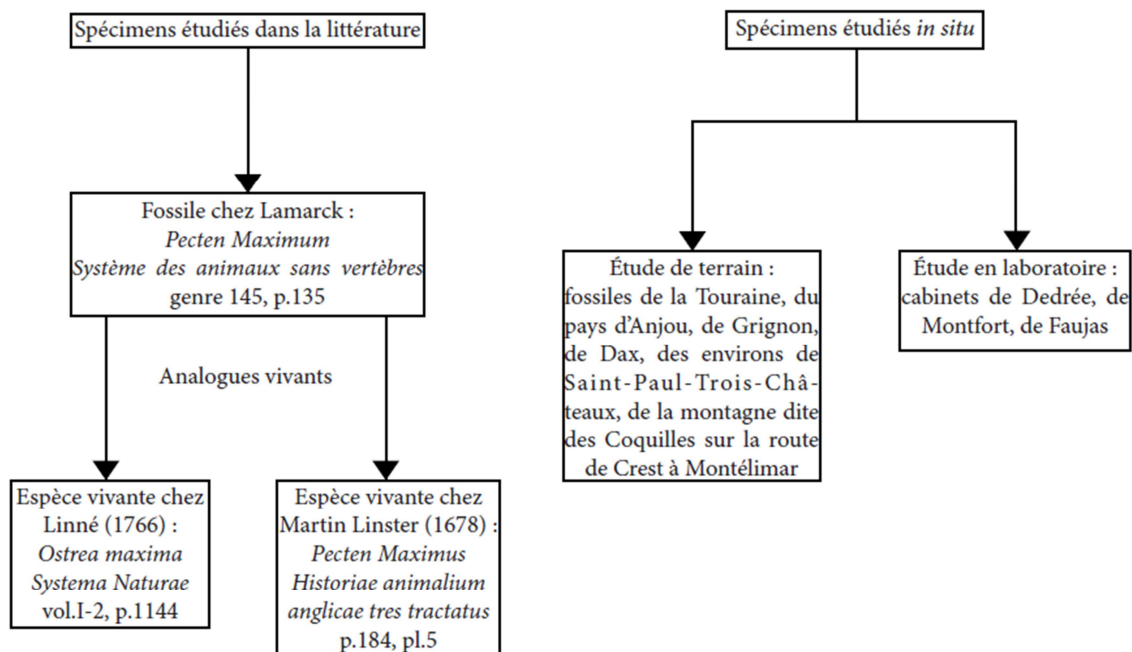 Spécimens étudiés dans la littérature
Fossile chez Lamarck :
Pecten Maximum
Système des animaux sans vertèbres
genre 145, p.135
Analogues vivants
Espèce vivante chez
Linné (1766) :
Ostrea maxima
Systema Naturae
vol.I-2, p.1144
Espèce vivante chez
Martin Linster (1678) :
Pecten Maximus
Historiae animalium
anglicae tres tractatus
p.184, pl.5
Spécimens étudiés in situ
Étude de terrain :
fossiles de la Touraine, du
pays d'Anjou, de Grignon,
de Dax, des environs de
Saint-Paul-Trois-Châ-
teaux, de la montagne dite
des Coquilles sur la route
de Crest à Montélimar
Étude en laboratoire :
cabinets de Dedrée, de
Montfort, de Faujas